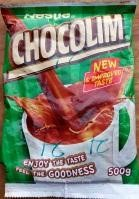 Nestlé
CHOCOLIM
NEW
& IMPROVED
TASTE
ENJOY THE TASTE
FEEL THE GOODNESS
500g